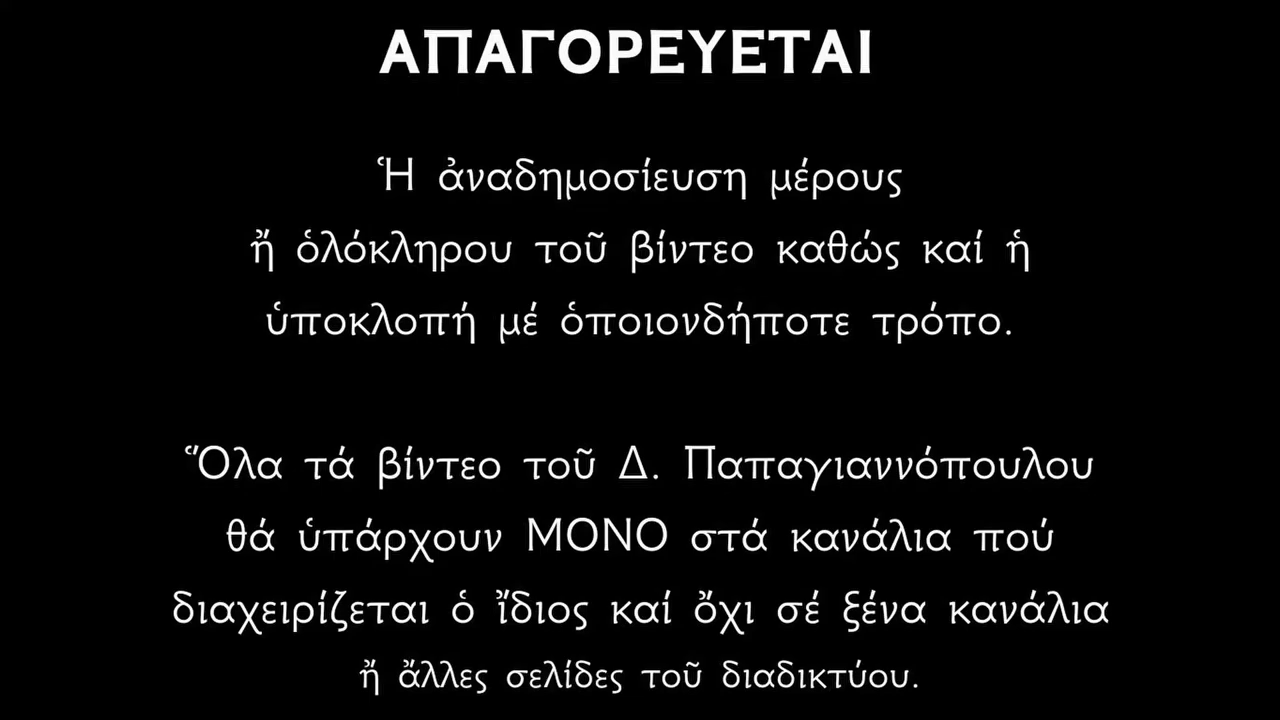 ΑΠΑΓΟΡΕΥΕΤΑΙ
Ἡ ἀναδημοσίευση μέρους
ἤ ὁλόκληρου τοῦ βίντεο καθώς καί ἡ
ὑποκλοπή μέ ὁποιονδήποτε τρόπο.
Ὅλα τά βίντεο τοῦ Δ. Παπαγιαννόπουλου
θά ὑπάρχουν ΜΟΝΟ στά κανάλια πού
διαχειρίζεται ὁ ἴδιος καί ὄχι σέ ξένα κανάλια
ἤ ἄλλες σελίδες τοῦ διαδικτύου.